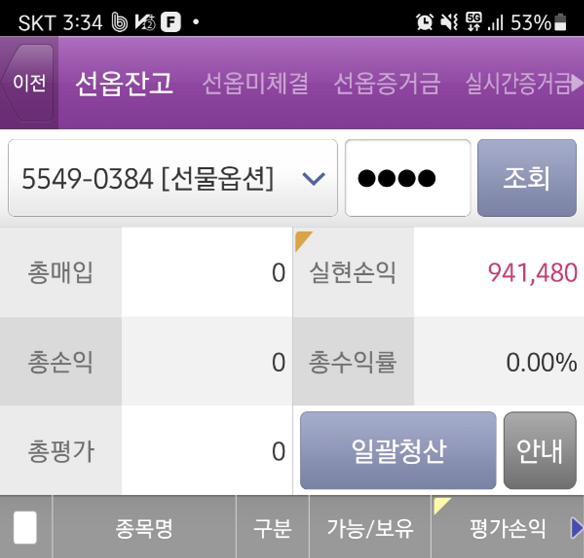 SKT 3:34
53%
이전 선옵잔고 선옵미체결 선옵증거금 실시간증거금
5549-0384 [선물옵션] ●●●● 조회
총매입 0 실현손익 941,480
총손익 0 총수익률 0.00%
총평가 0 일괄청산 안내
종목명 구분 가능/보유 평가손익